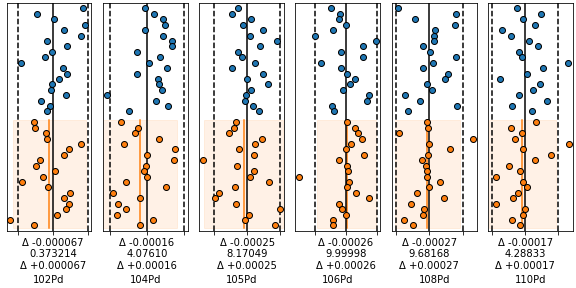 Δ -0.000067 Δ -0.00016 Δ -0.00025 Δ -0.00026 Δ -0.00027 Δ -0.00017
0.373214 4.07610 8.17049 9.99998 9.68168 4.28833
Δ +0.000067 Δ +0.00016 Δ +0.00025 Δ +0.00026 Δ +0.00027 Δ +0.00017
102Pd 104Pd 105Pd 106Pd 108Pd 110Pd